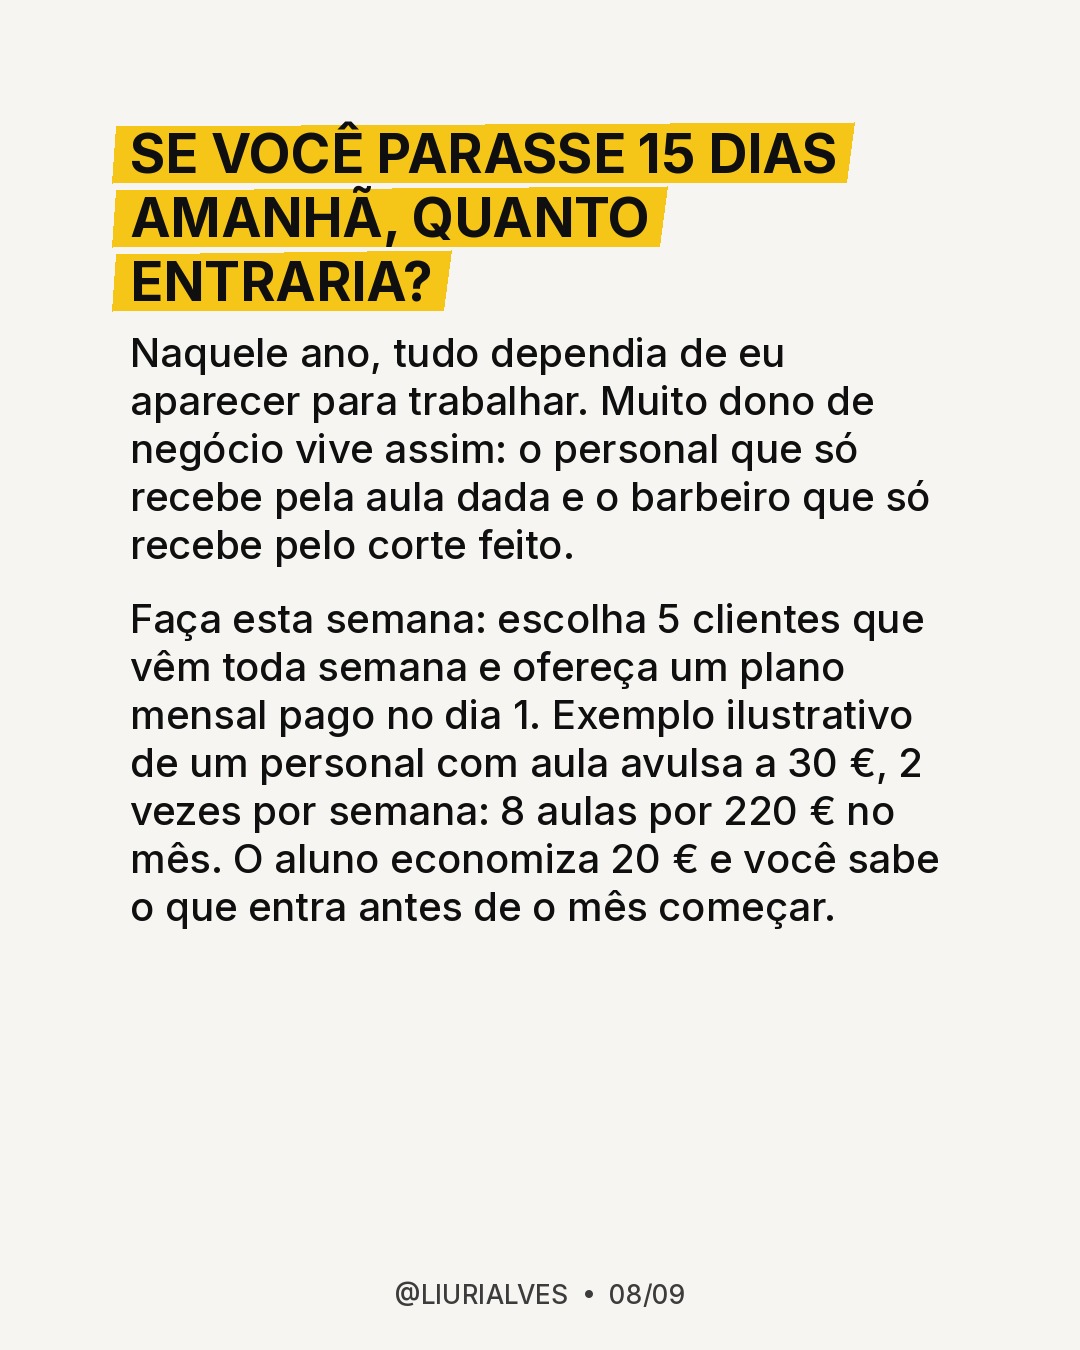 SE VOCÊ PARASSE 15 DIAS
AMANHÃ, QUANTO
ENTRARIA?
Naquele ano, tudo dependia de eu
aparecer para trabalhar. Muito dono de
negócio vive assim: o personal que só
recebe pela aula dada e o barbeiro que só
recebe pelo corte feito.
Faça esta semana: escolha 5 clientes que
vêm toda semana e ofereça um plano
mensal pago no dia 1. Exemplo ilustrativo
de um personal com aula avulsa a 30 €, 2
vezes por semana: 8 aulas por 220 € no
mês. O aluno economiza 20 € e você sabe
o que entra antes de o mês começar.
@LIURIALVES • 08/09